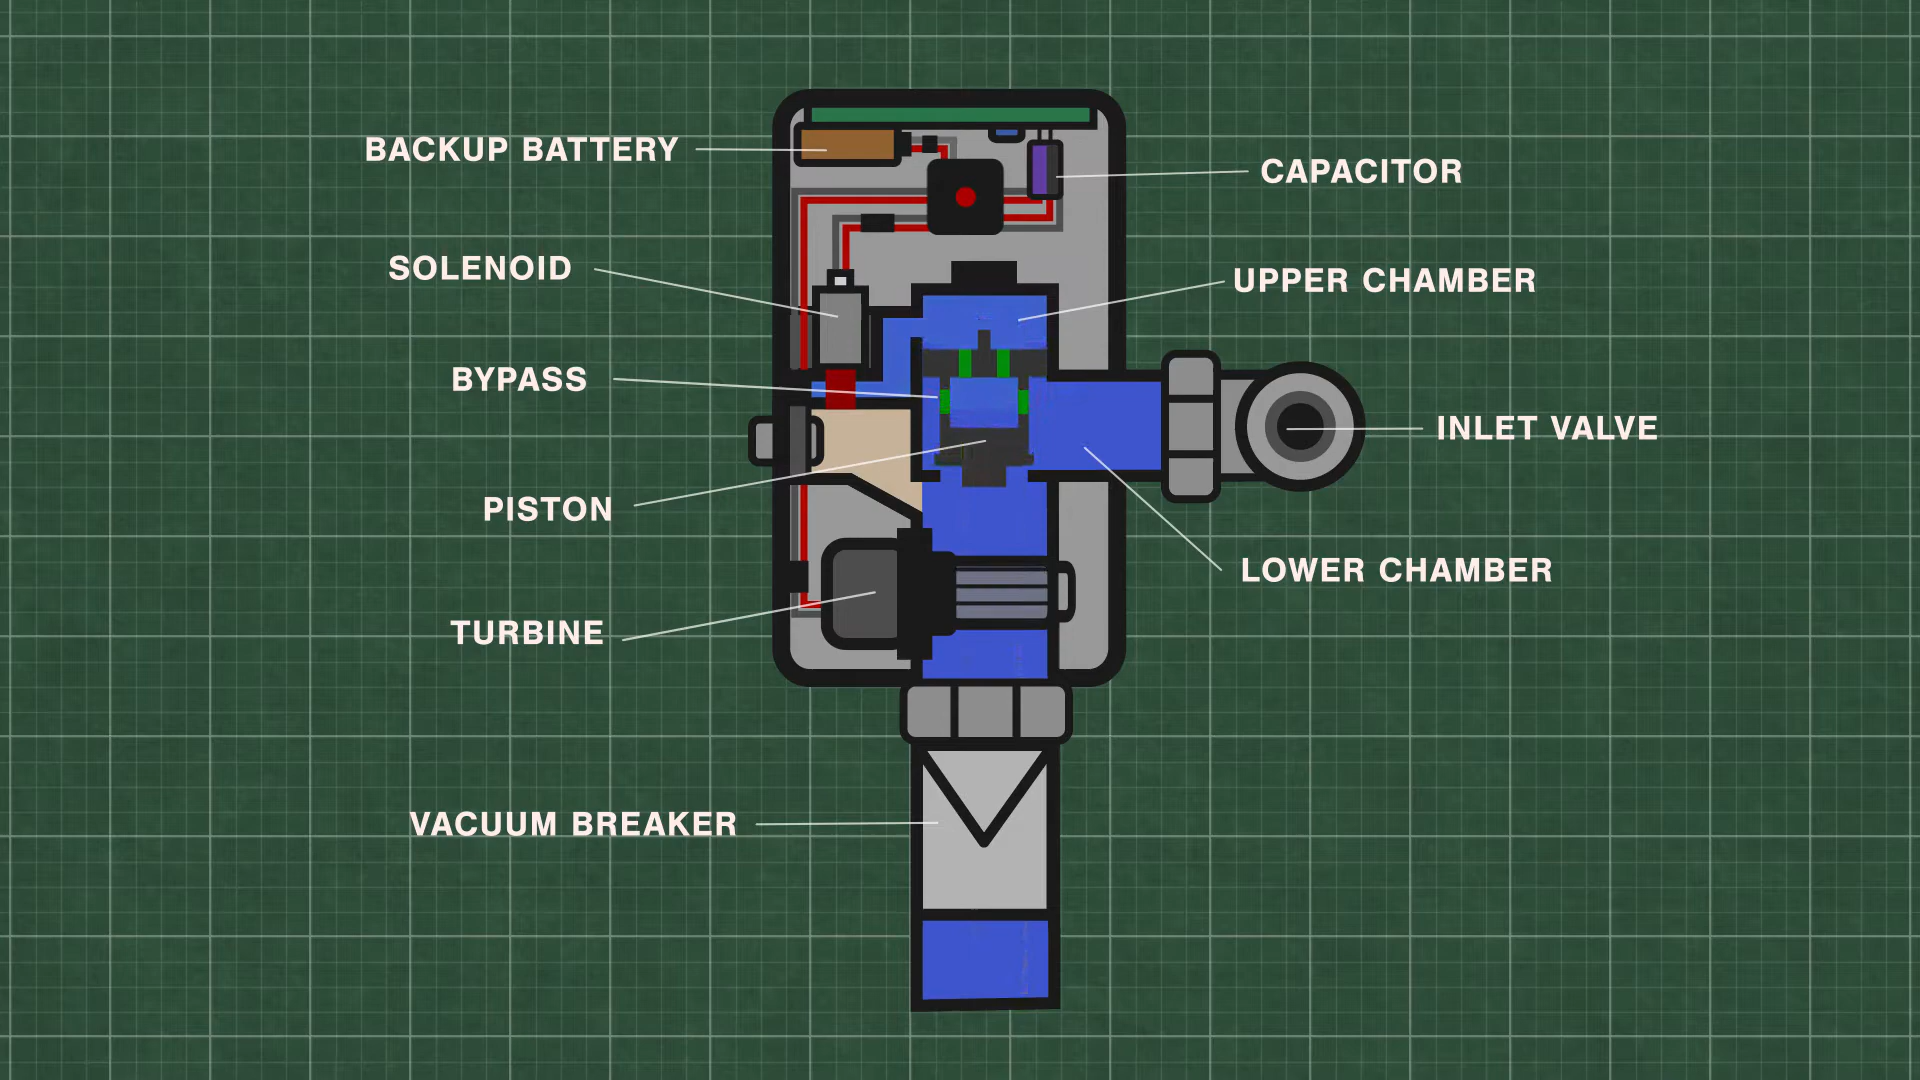 BACKUP BATTERY
CAPACITOR
SOLENOID
UPPER CHAMBER
BYPASS
INLET VALVE
PISTON
LOWER CHAMBER
TURBINE
VACUUM BREAKER